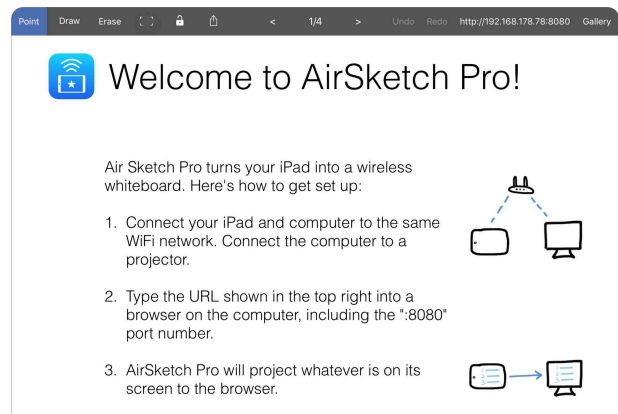 Point Draw Erase < 1/4 > Undo Redo http://192.168.178.78:8080 Gallery
Welcome to AirSketch Pro!
Air Sketch Pro turns your iPad into a wireless
whiteboard. Here's how to get set up:
1. Connect your iPad and computer to the same
WiFi network. Connect the computer to a
projector.
2. Type the URL shown in the top right into a
browser on the computer, including the ":8080"
port number.
3. AirSketch Pro will project whatever is on its
screen to the browser.